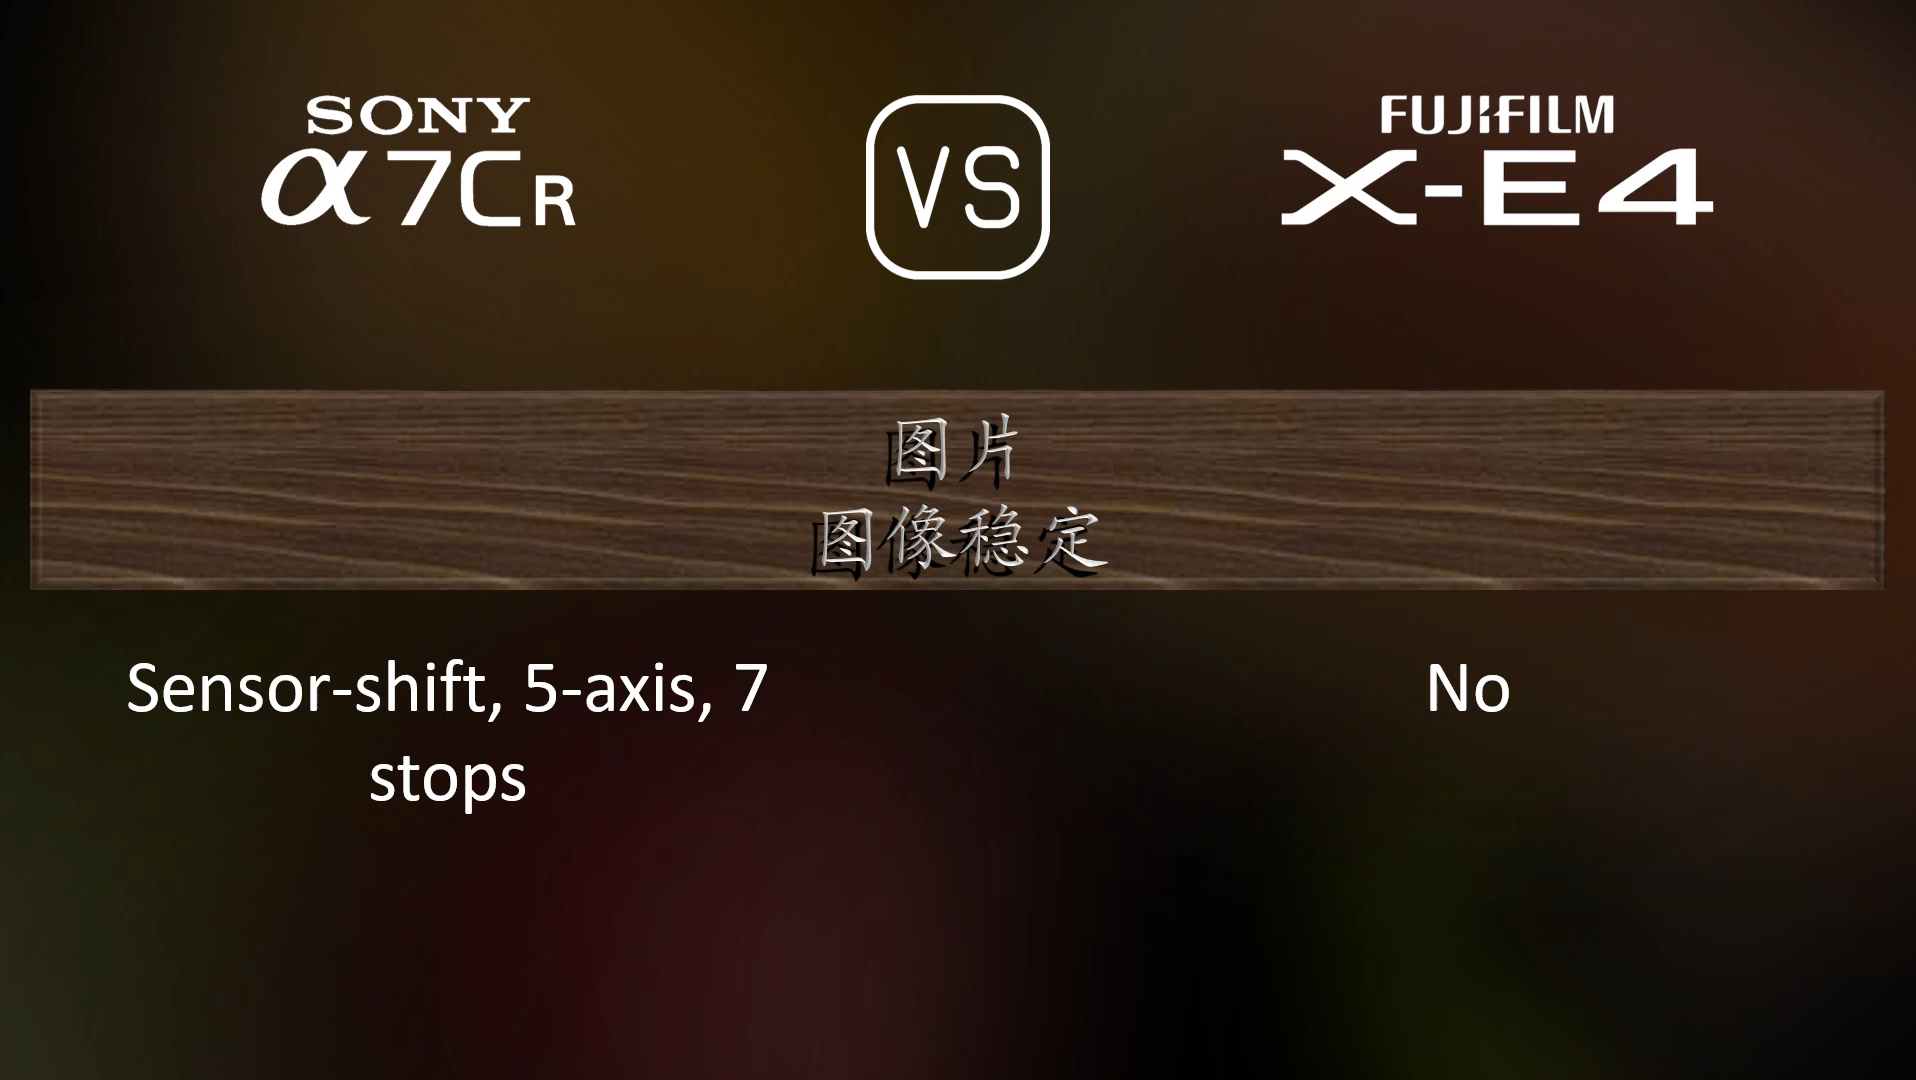 SONY
α7CR
VS
FUJIFILM
X-E4
图片
图像稳定
Sensor-shift, 5-axis, 7
stops
No